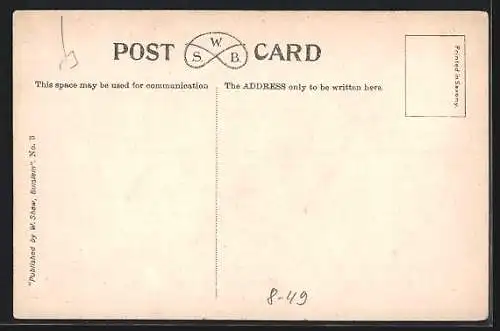 POST W. S. B. CARD
This space may be used for communication
The ADDRESS only to be written here
Printed in Saxony.
"Published by W. Shaw, Burslem". No. 11
8-49